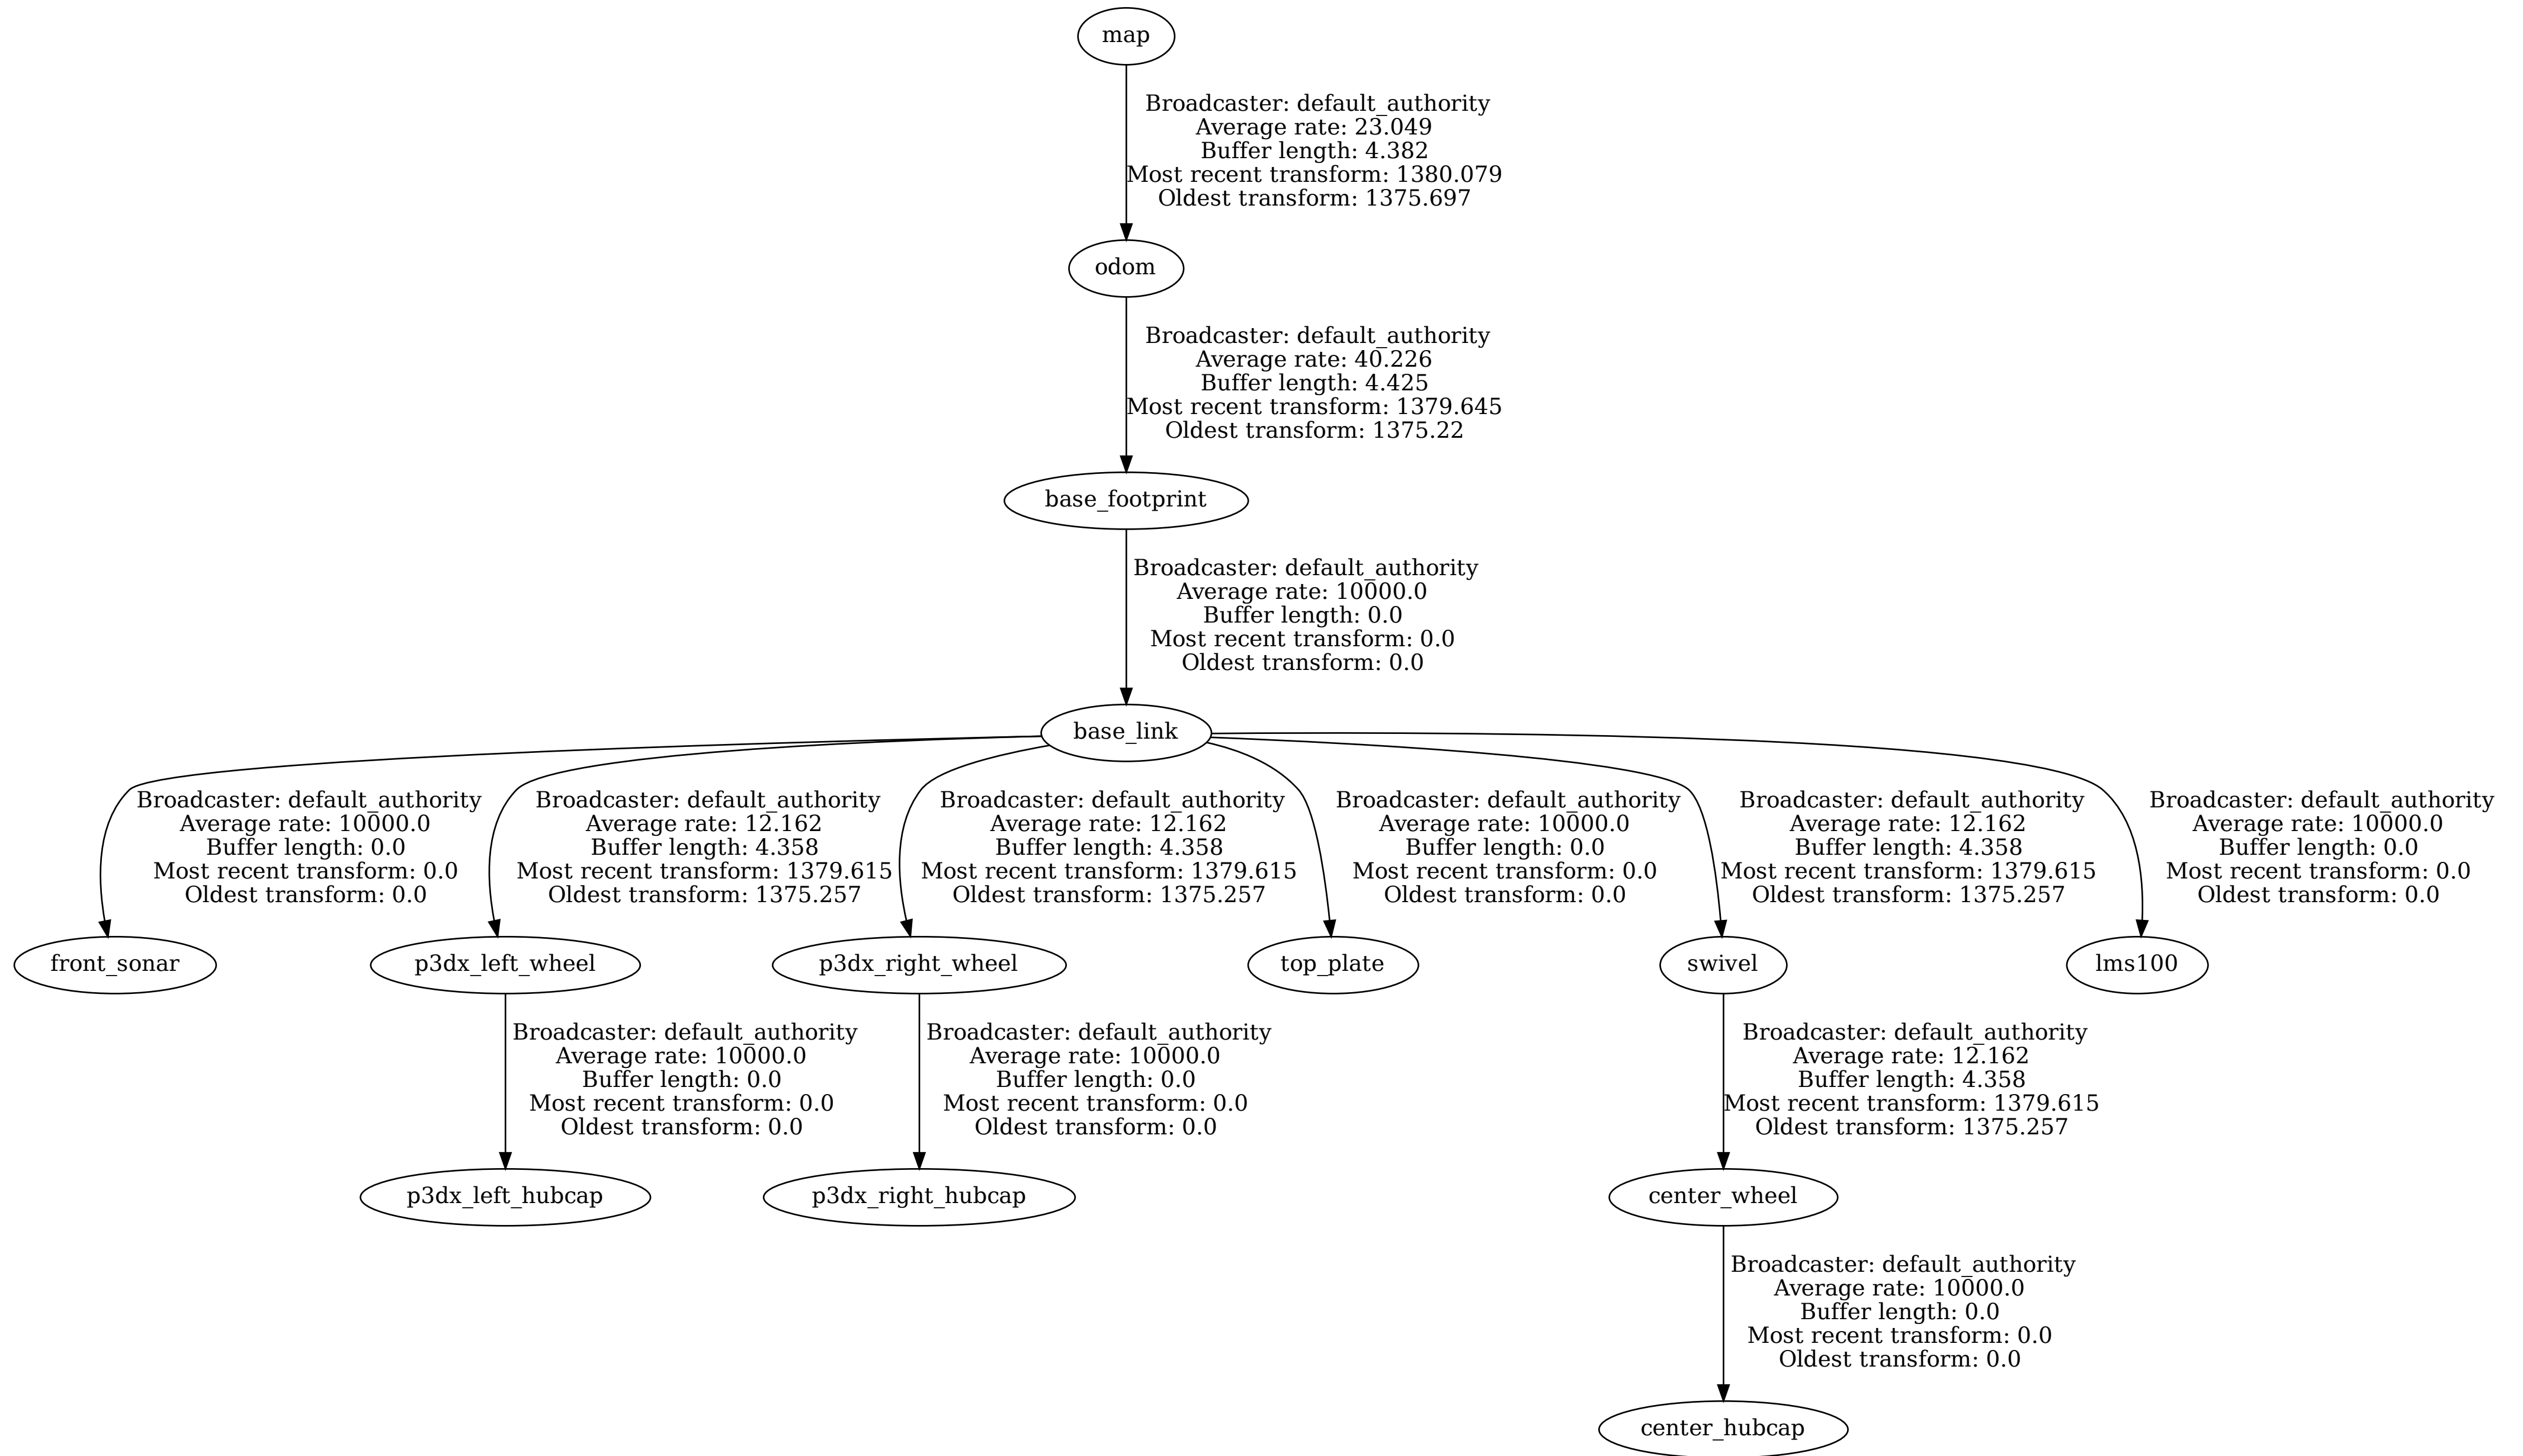 map
Broadcaster: default_authority
Average rate: 23.049
Buffer length: 4.382
Most recent transform: 1380.079
Oldest transform: 1375.697
odom
Broadcaster: default_authority
Average rate: 40.226
Buffer length: 4.425
Most recent transform: 1379.645
Oldest transform: 1375.22
base_footprint
Broadcaster: default_authority
Average rate: 10000.0
Buffer length: 0.0
Most recent transform: 0.0
Oldest transform: 0.0
base_link
Broadcaster: default_authority
Average rate: 10000.0
Buffer length: 0.0
Most recent transform: 0.0
Oldest transform: 0.0
Broadcaster: default_authority
Average rate: 12.162
Buffer length: 4.358
Most recent transform: 1379.615
Oldest transform: 1375.257
Broadcaster: default_authority
Average rate: 12.162
Buffer length: 4.358
Most recent transform: 1379.615
Oldest transform: 1375.257
Broadcaster: default_authority
Average rate: 10000.0
Buffer length: 0.0
Most recent transform: 0.0
Oldest transform: 0.0
Broadcaster: default_authority
Average rate: 12.162
Buffer length: 4.358
Most recent transform: 1379.615
Oldest transform: 1375.257
Broadcaster: default_authority
Average rate: 10000.0
Buffer length: 0.0
Most recent transform: 0.0
Oldest transform: 0.0
front_sonar
p3dx_left_wheel
p3dx_right_wheel
top_plate
swivel
lms100
Broadcaster: default_authority
Average rate: 10000.0
Buffer length: 0.0
Most recent transform: 0.0
Oldest transform: 0.0
Broadcaster: default_authority
Average rate: 10000.0
Buffer length: 0.0
Most recent transform: 0.0
Oldest transform: 0.0
Broadcaster: default_authority
Average rate: 12.162
Buffer length: 4.358
Most recent transform: 1379.615
Oldest transform: 1375.257
p3dx_left_hubcap
p3dx_right_hubcap
center_wheel
Broadcaster: default_authority
Average rate: 10000.0
Buffer length: 0.0
Most recent transform: 0.0
Oldest transform: 0.0
center_hubcap